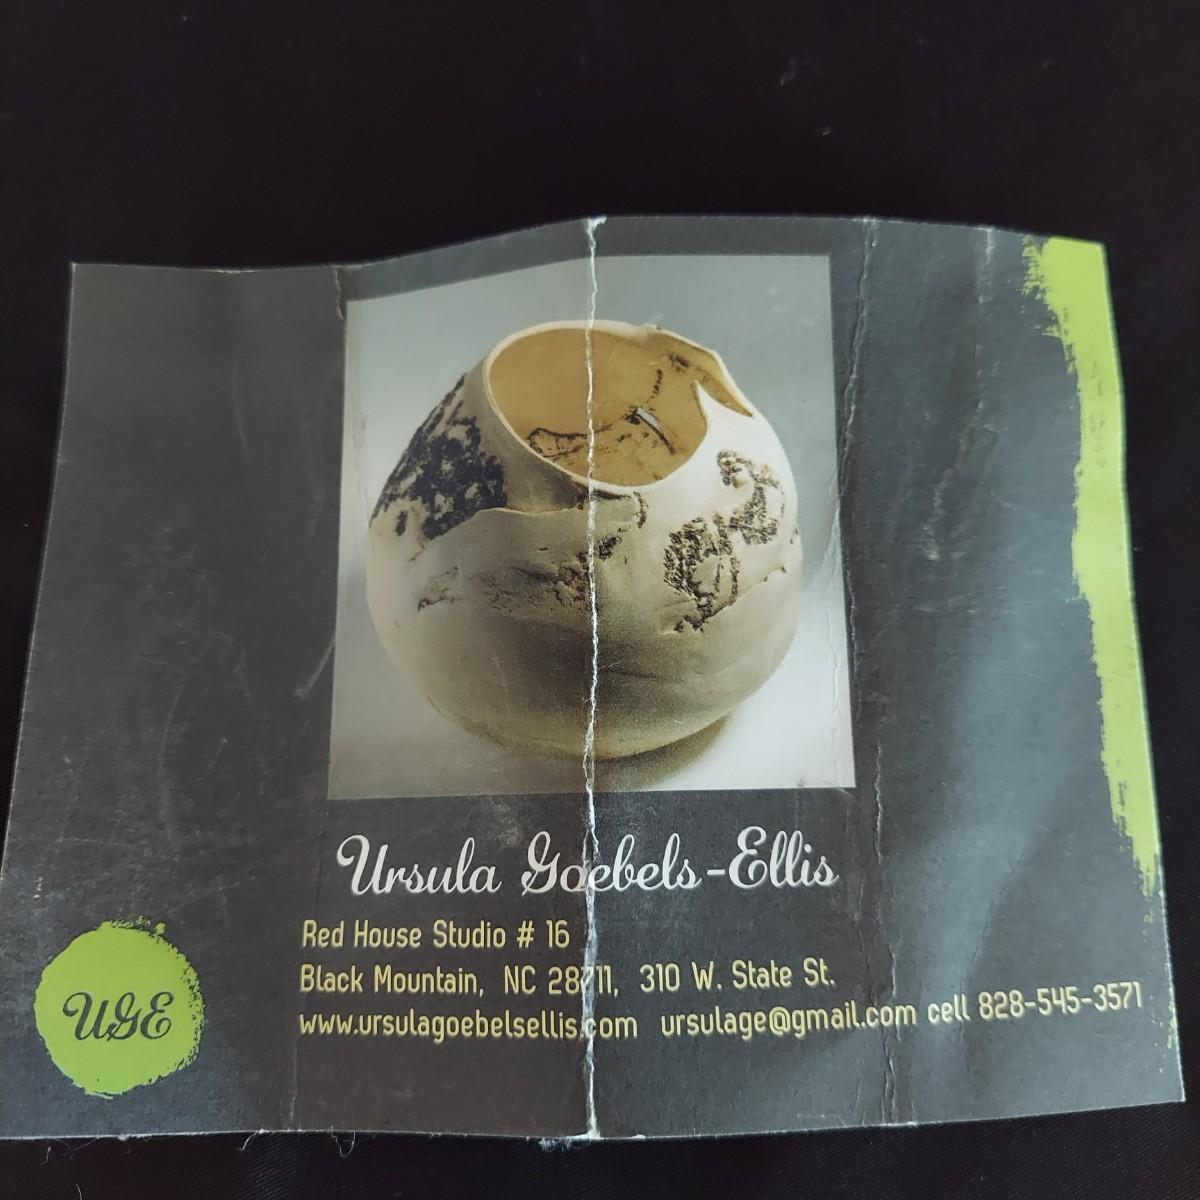 Ursula Goebels-Ellis
Red House Studio # 16
Black Mountain, NC 28711, 310 W. State St.
www.ursulagoebelsellis.com ursulage@gmail.com cell 828-545-3571
UGE